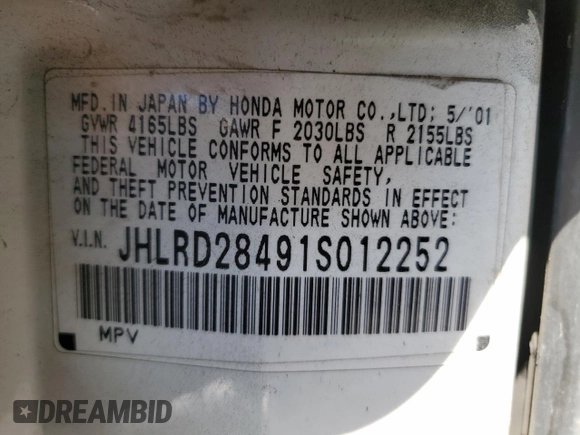 MFD. IN JAPAN BY HONDA MOTOR CO.,LTD; 5/'01
GVWR 4165LBS GAWR F 2030LBS R 2155LBS
THIS VEHICLE CONFORMS TO ALL APPLICABLE
FEDERAL MOTOR VEHICLE SAFETY,
AND THEFT PREVENTION STANDARDS IN EFFECT
ON THE DATE OF MANUFACTURE SHOWN ABOVE:
V.I.N. JHLRD28491S012252
MPV
DREAMBID